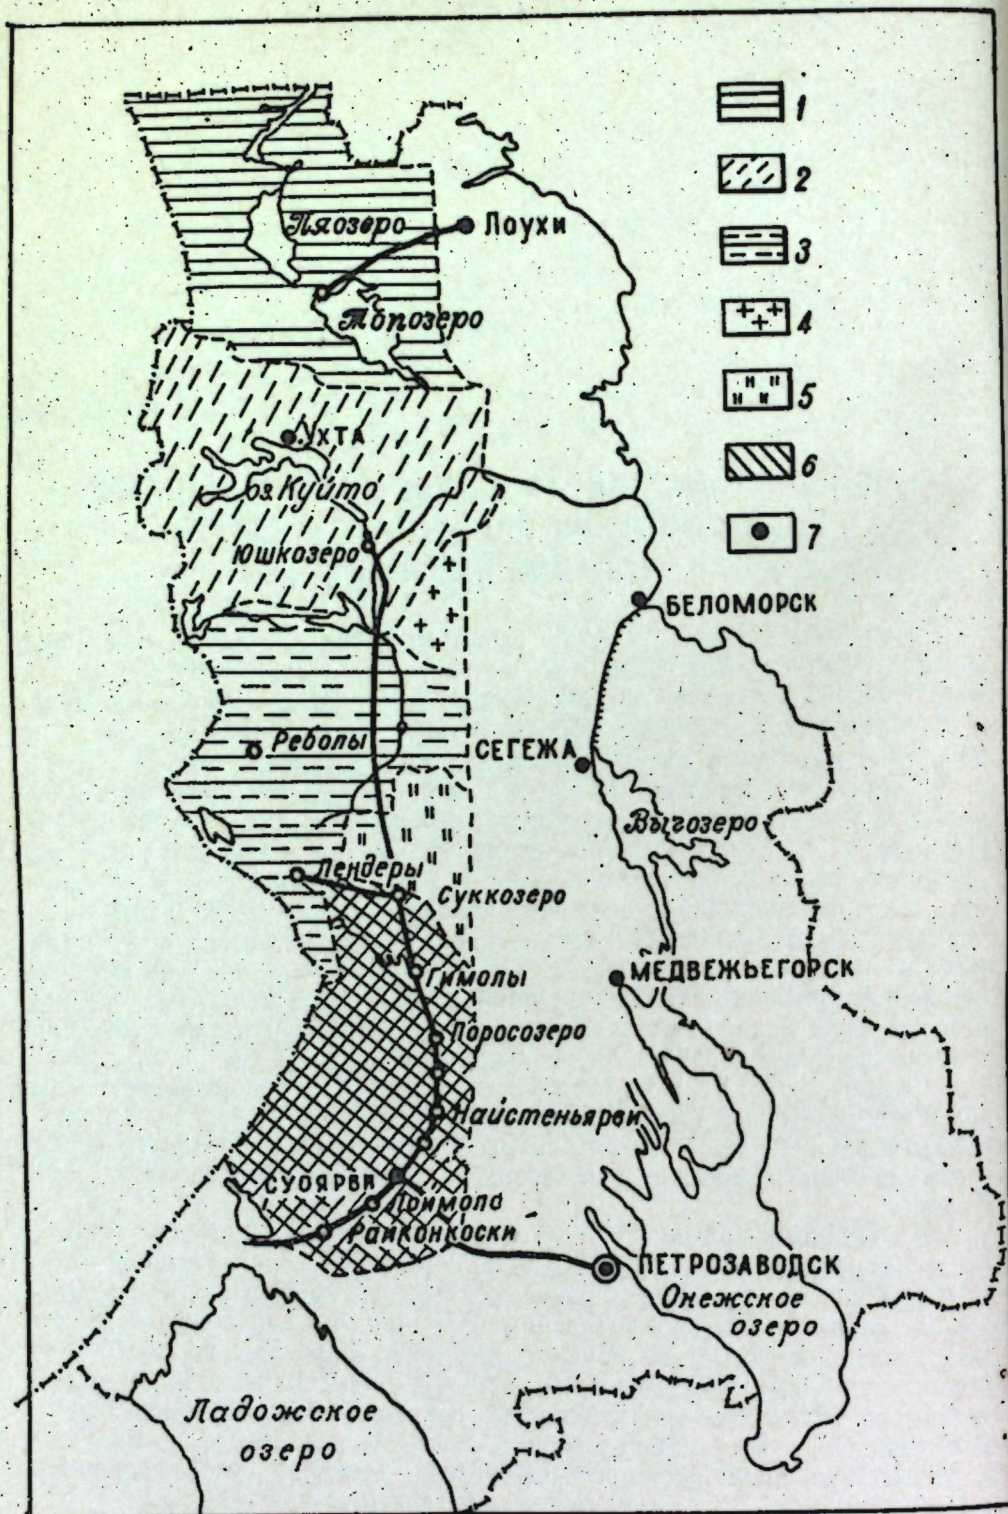 1
2
3
4
5
6
7
Пяозеро
Лоухи
Топозеро
УХТА
оз. Куйто
Юшкозеро
БЕЛОМОРСК
Реболы
СЕГЕЖА
Выгозеро
Лендеры
Суккозеро
Гимолы
МЕДВЕЖЬЕГОРСК
Поросозеро
Найстеньярви
СУОЯРВИ
Лоймола
Райконкоски
ПЕТРОЗАВОДСК
Онежское
озеро
Ладожское
озеро